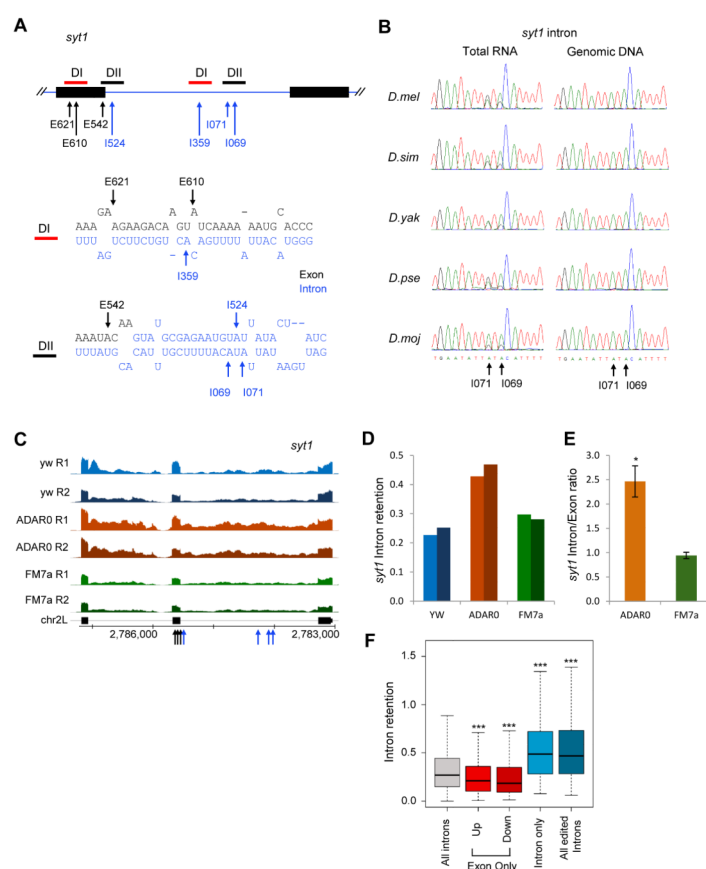 A
syt1
DI DII DI DII
// //
E621 E542 I071
E610 I524 I359 I069
E621 E610
GA A A - C
AAA AGAAGACA GU UCAAAA AAUGA ACCC
UUU UCUUCUGU CA AGUUUU UUACU GGG
AG - C A A
DI
I359
Exon
Intron
E542 I524
AA U U CU--
AAAUAC GUA GCGAGAAUGUAU AUA AUC
UUUAUG CAU UGCUUUUACAUA UAU UAG
CA U U AAGU
DII
I069 I071
B
syt1 intron
Total RNA Genomic DNA
D.mel
D.sim
D.yak
D.pse
D.moj
TGAATATTATACATTTT TGAATATTATACATTTT
I071 I069 I071 I069
C
syt1
yw R1
yw R2
ADAR0 R1
ADAR0 R2
FM7a R1
FM7a R2
chr2L
2,786,000 2,783,000
D
syt1 Intron retention
0.5
0.4
0.3
0.2
0.1
0.0
YW ADAR0 FM7a
E
syt1 Intron/Exon ratio
3.0
2.5
2.0
1.5
1.0
0.5
0.0
*
ADAR0 FM7a
F
Intron retention
1.5
1.0
0.5
0.0
*** *** *** ***
All introns
Up
Down
Exon Only
Intron only
All edited
Introns